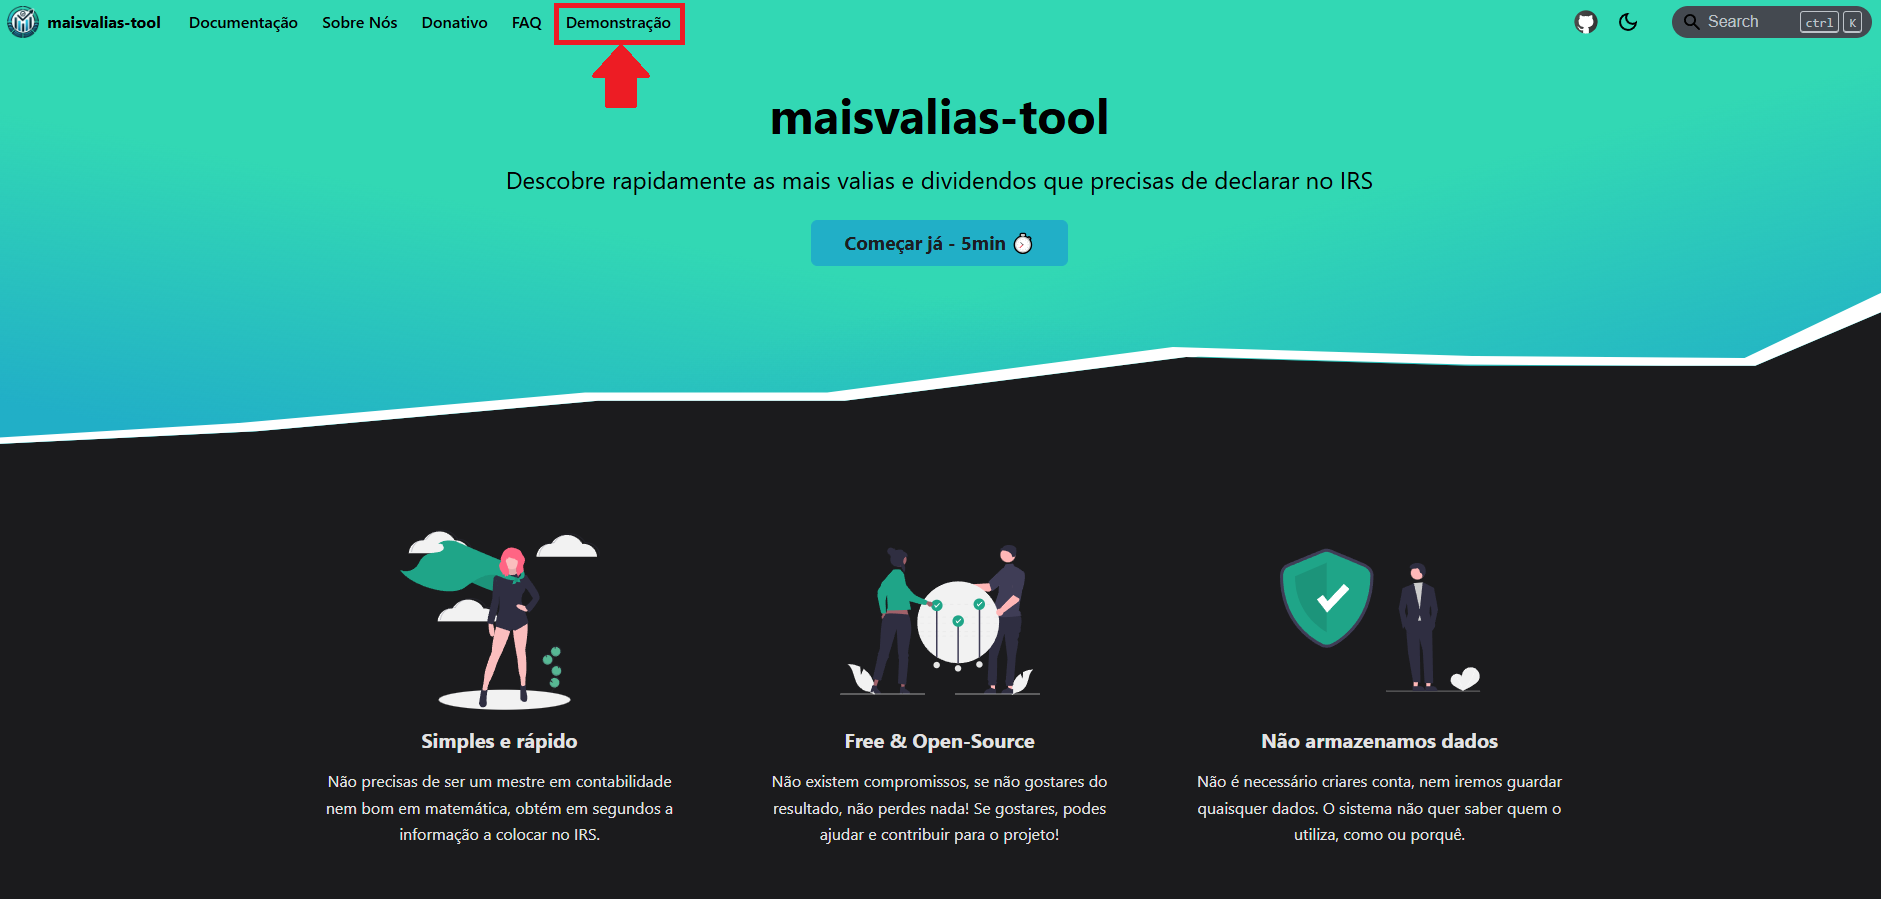 maisvalias-tool Documentação Sobre Nós Donativo FAQ Demonstração Search ctrl K
maisvalias-tool
Descobre rapidamente as mais valias e dividendos que precisas de declarar no IRS
Começar já - 5min
Simples e rápido
Não precisas de ser um mestre em contabilidade
nem bom em matemática, obtém em segundos a
informação a colocar no IRS.
Free & Open-Source
Não existem compromissos, se não gostares do
resultado, não perdes nada! Se gostares, podes
ajudar e contribuir para o projeto!
Não armazenamos dados
Não é necessário criares conta, nem iremos guardar
quaisquer dados. O sistema não quer saber quem o
utiliza, como ou porquê.